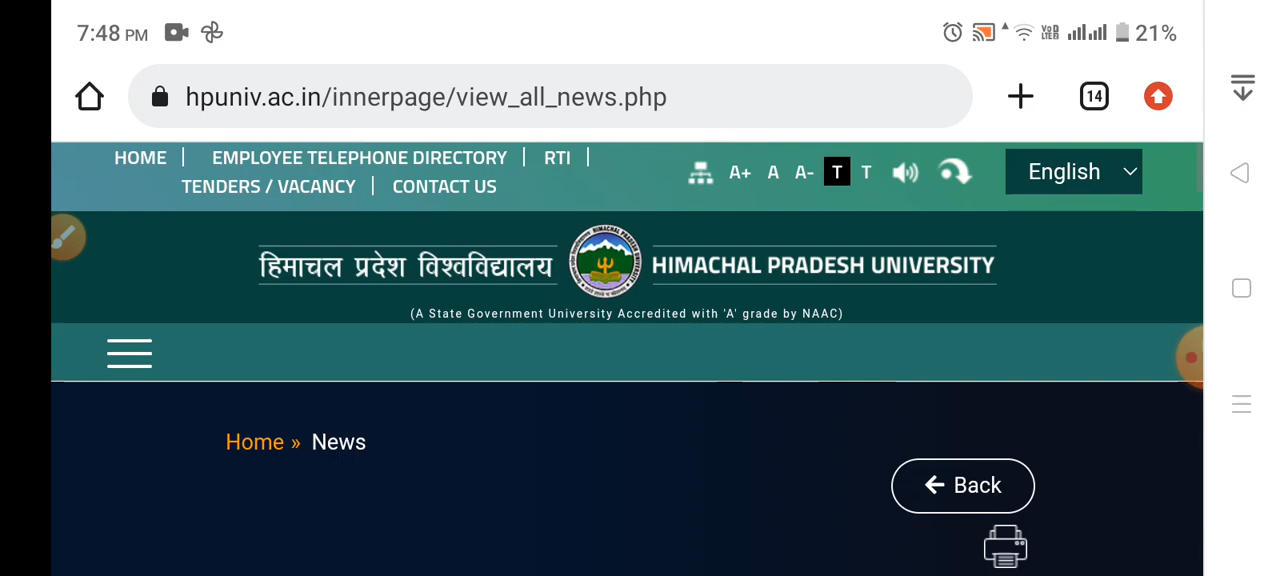 7:48 PM 21%
hpuniv.ac.in/innerpage/view_all_news.php 14
HOME | EMPLOYEE TELEPHONE DIRECTORY | RTI |
TENDERS / VACANCY | CONTACT US
A+ A A- T T English
हिमाचल प्रदेश विश्वविद्यालय HIMACHAL PRADESH UNIVERSITY
(A State Government University Accredited with 'A' grade by NAAC)
Home » News
Back